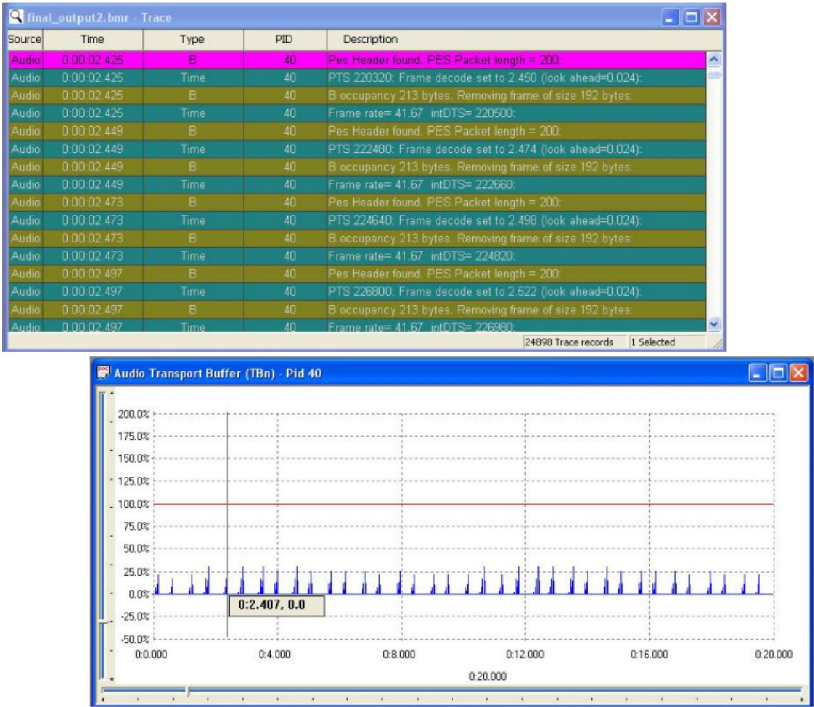 final_output2.bmr - Trace
Source Time Type PID Description
Audio 0:00:02.425 B 40 Pes Header found. PES Packet length = 200:
Audio 0:00:02.425 Time 40 PTS 220320: Frame decode set to 2.450 (look ahead=0.024):
Audio 0:00:02.425 B 40 B occupancy 213 bytes. Removing frame of size 192 bytes:
Audio 0:00:02.425 Time 40 Frame rate= 41.67 intDTS= 220500:
Audio 0:00:02.449 B 40 Pes Header found. PES Packet length = 200:
Audio 0:00:02.449 Time 40 PTS 222480: Frame decode set to 2.474 (look ahead=0.024):
Audio 0:00:02.449 B 40 B occupancy 213 bytes. Removing frame of size 192 bytes:
Audio 0:00:02.449 Time 40 Frame rate= 41.67 intDTS= 222660:
Audio 0:00:02.473 B 40 Pes Header found. PES Packet length = 200:
Audio 0:00:02.473 Time 40 PTS 224640: Frame decode set to 2.498 (look ahead=0.024):
Audio 0:00:02.473 B 40 B occupancy 213 bytes. Removing frame of size 192 bytes:
Audio 0:00:02.473 Time 40 Frame rate= 41.67 intDTS= 224820:
Audio 0:00:02.497 B 40 Pes Header found. PES Packet length = 200:
Audio 0:00:02.497 Time 40 PTS 226800: Frame decode set to 2.522 (look ahead=0.024):
Audio 0:00:02.497 B 40 B occupancy 213 bytes. Removing frame of size 192 bytes:
Audio 0:00:02.497 Time 40 Frame rate= 41.67 intDTS= 226980:
24898 Trace records 1 Selected
Audio Transport Buffer (TBn) - Pid 40
200.0%
175.0%
150.0%
125.0%
100.0%
75.0%
50.0%
25.0%
0.0%
0:2.407, 0.0
-25.0%
-50.0%
0:0.000 0:4.000 0:8.000 0:12.000 0:16.000 0:20.000
0:20.000